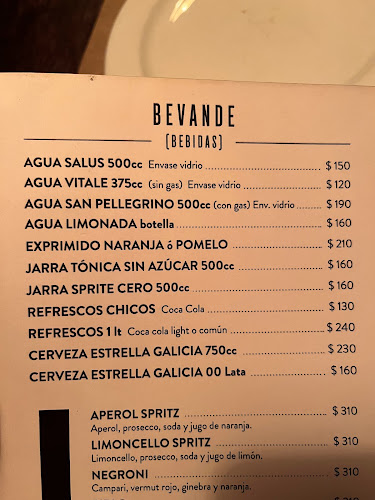 BEVANDE
[BEBIDAS]
AGUA SALUS 500cc Envase vidrio $ 150
AGUA VITALE 375cc (sin gas) Envase vidrio $ 120
AGUA SAN PELLEGRINO 500cc (con gas) Env. vidrio $ 190
AGUA LIMONADA botella $ 160
EXPRIMIDO NARANJA ó POMELO $ 210
JARRA TÓNICA SIN AZÚCAR 500cc $ 160
JARRA SPRITE CERO 500cc $ 160
REFRESCOS CHICOS Coca Cola $ 130
REFRESCOS 1 lt Coca cola light o común $ 240
CERVEZA ESTRELLA GALICIA 750cc $ 230
CERVEZA ESTRELLA GALICIA 00 Lata $ 160
APEROL SPRITZ $ 310
Aperol, prosecco, soda y jugo de naranja.
LIMONCELLO SPRITZ $ 310
Limoncello, prosecco, soda y jugo de limón.
NEGRONI $ 310
Campari, vermut rojo, ginebra y naranja.